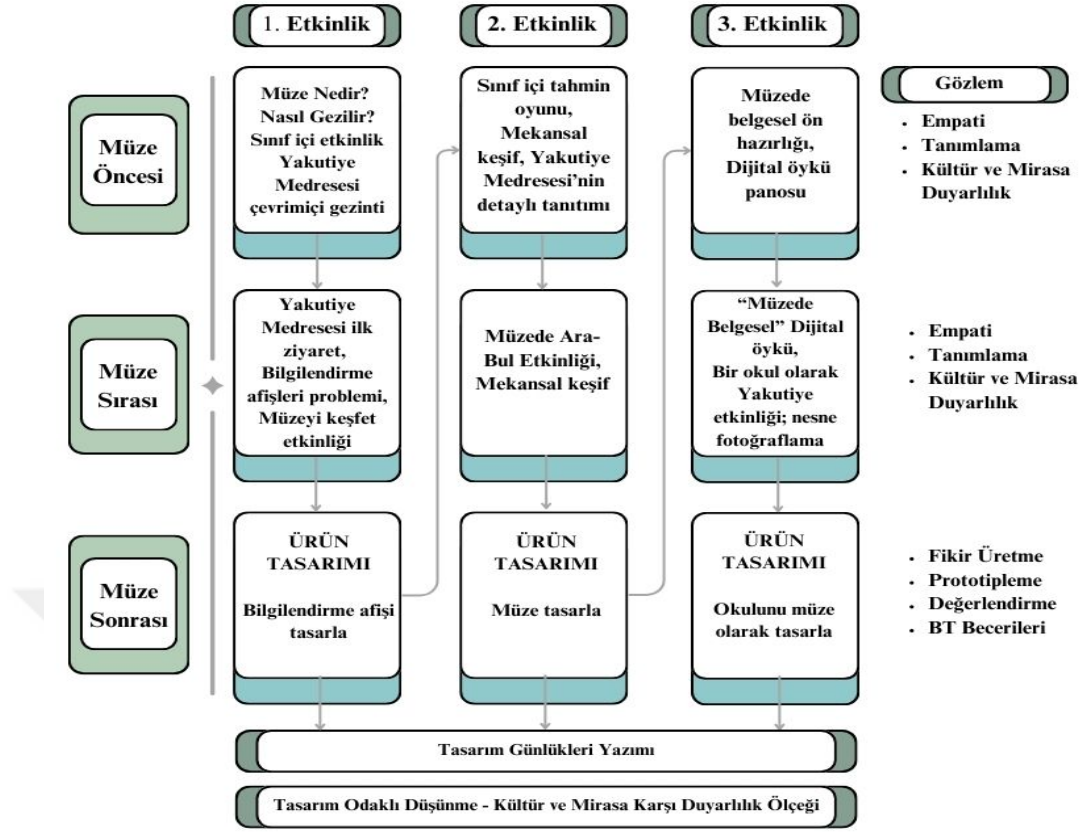 1. Etkinlik
2. Etkinlik
3. Etkinlik
Gözlem
Müze
Öncesi
Müze Nedir?
Nasıl Gezilir?
Sınıf içi etkinlik
Yakutiye
Medresesi
çevrimiçi gezinti
Sınıf içi tahmin
oyunu,
Mekansal
keşif, Yakutiye
Medresesi’nin
detaylı tanıtımı
Müzede
belgesel ön
hazırlığı,
Dijital öykü
panosu
• Empati
• Tanımlama
• Kültür ve Mirasa
Duyarlılık
Müze
Sırası
Yakutiye
Medresesi ilk
ziyaret,
Bilgilendirme
afişleri problemi,
Müzeyi keşfet
etkinliği
Müzede Ara-
Bul Etkinliği,
Mekansal keşif
“Müzede
Belgesel” Dijital
öykü,
Bir okul olarak
Yakutiye
etkinliği; nesne
fotoğraflama
• Empati
• Tanımlama
• Kültür ve Mirasa
Duyarlılık
Müze
Sonrası
ÜRÜN
TASARIMI
Bilgilendirme afişi
tasarla
ÜRÜN
TASARIMI
Müze tasarla
ÜRÜN
TASARIMI
Okulunu müze
olarak tasarla
• Fikir Üretme
• Prototipleme
• Değerlendirme
• BT Becerileri
Tasarım Günlükleri Yazımı
Tasarım Odaklı Düşünme - Kültür ve Mirasa Karşı Duyarlılık Ölçeği